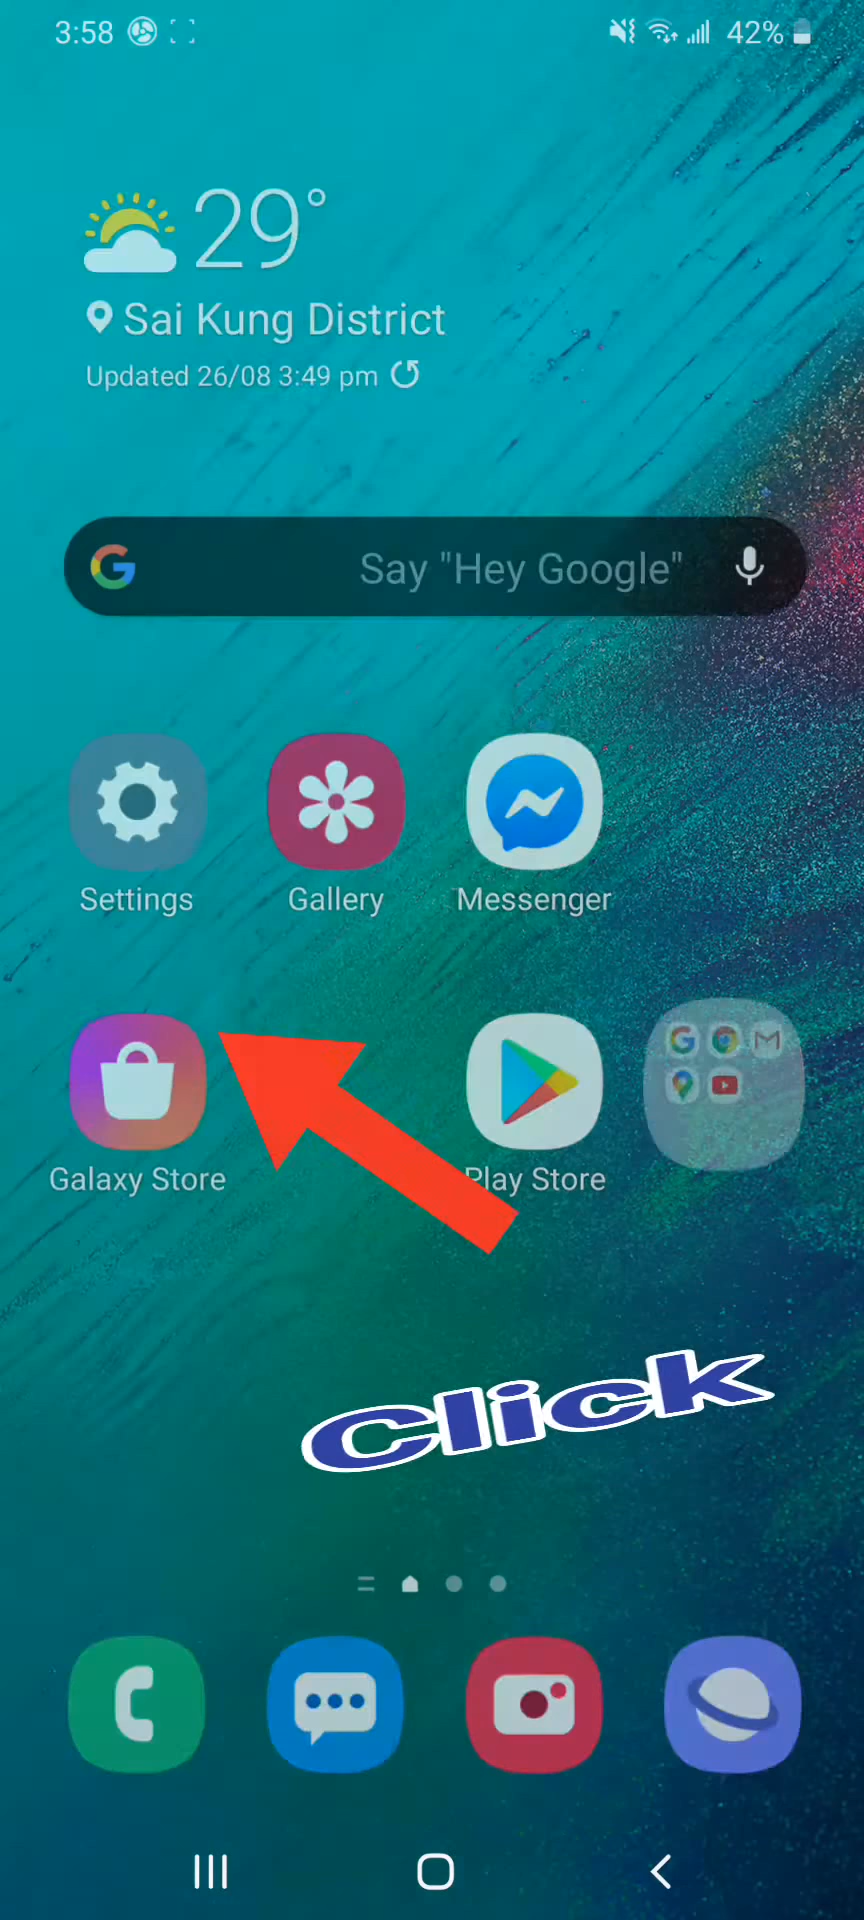 3:58 42%
29°
Sai Kung District
Updated 26/08 3:49 pm
Say "Hey Google"
Settings Gallery Messenger
Galaxy Store Play Store
Click